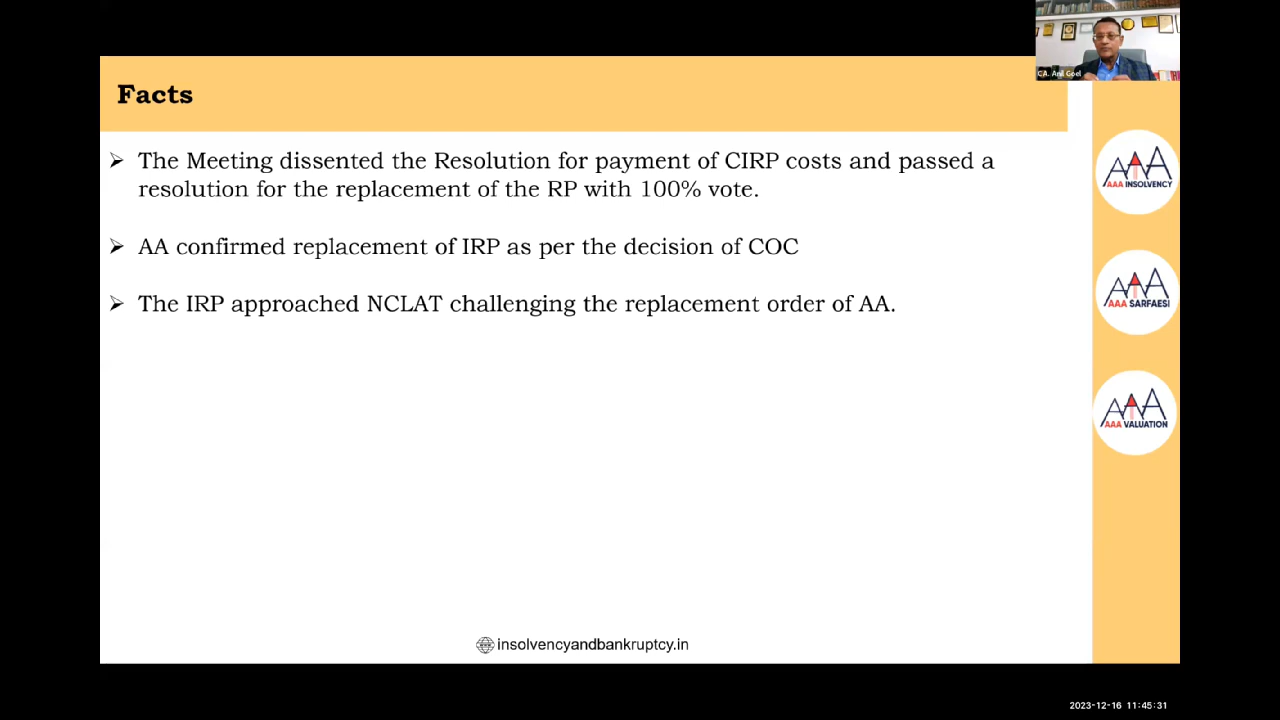 C.A. Anil Goel
Facts
➢ The Meeting dissented the Resolution for payment of CIRP costs and passed a
resolution for the replacement of the RP with 100% vote.
➢ AA confirmed replacement of IRP as per the decision of COC
➢ The IRP approached NCLAT challenging the replacement order of AA.
AAA INSOLVENCY
AAA SARFAESI
AAA VALUATION
insolvencyandbankruptcy.in
2023-12-16 11:45:31